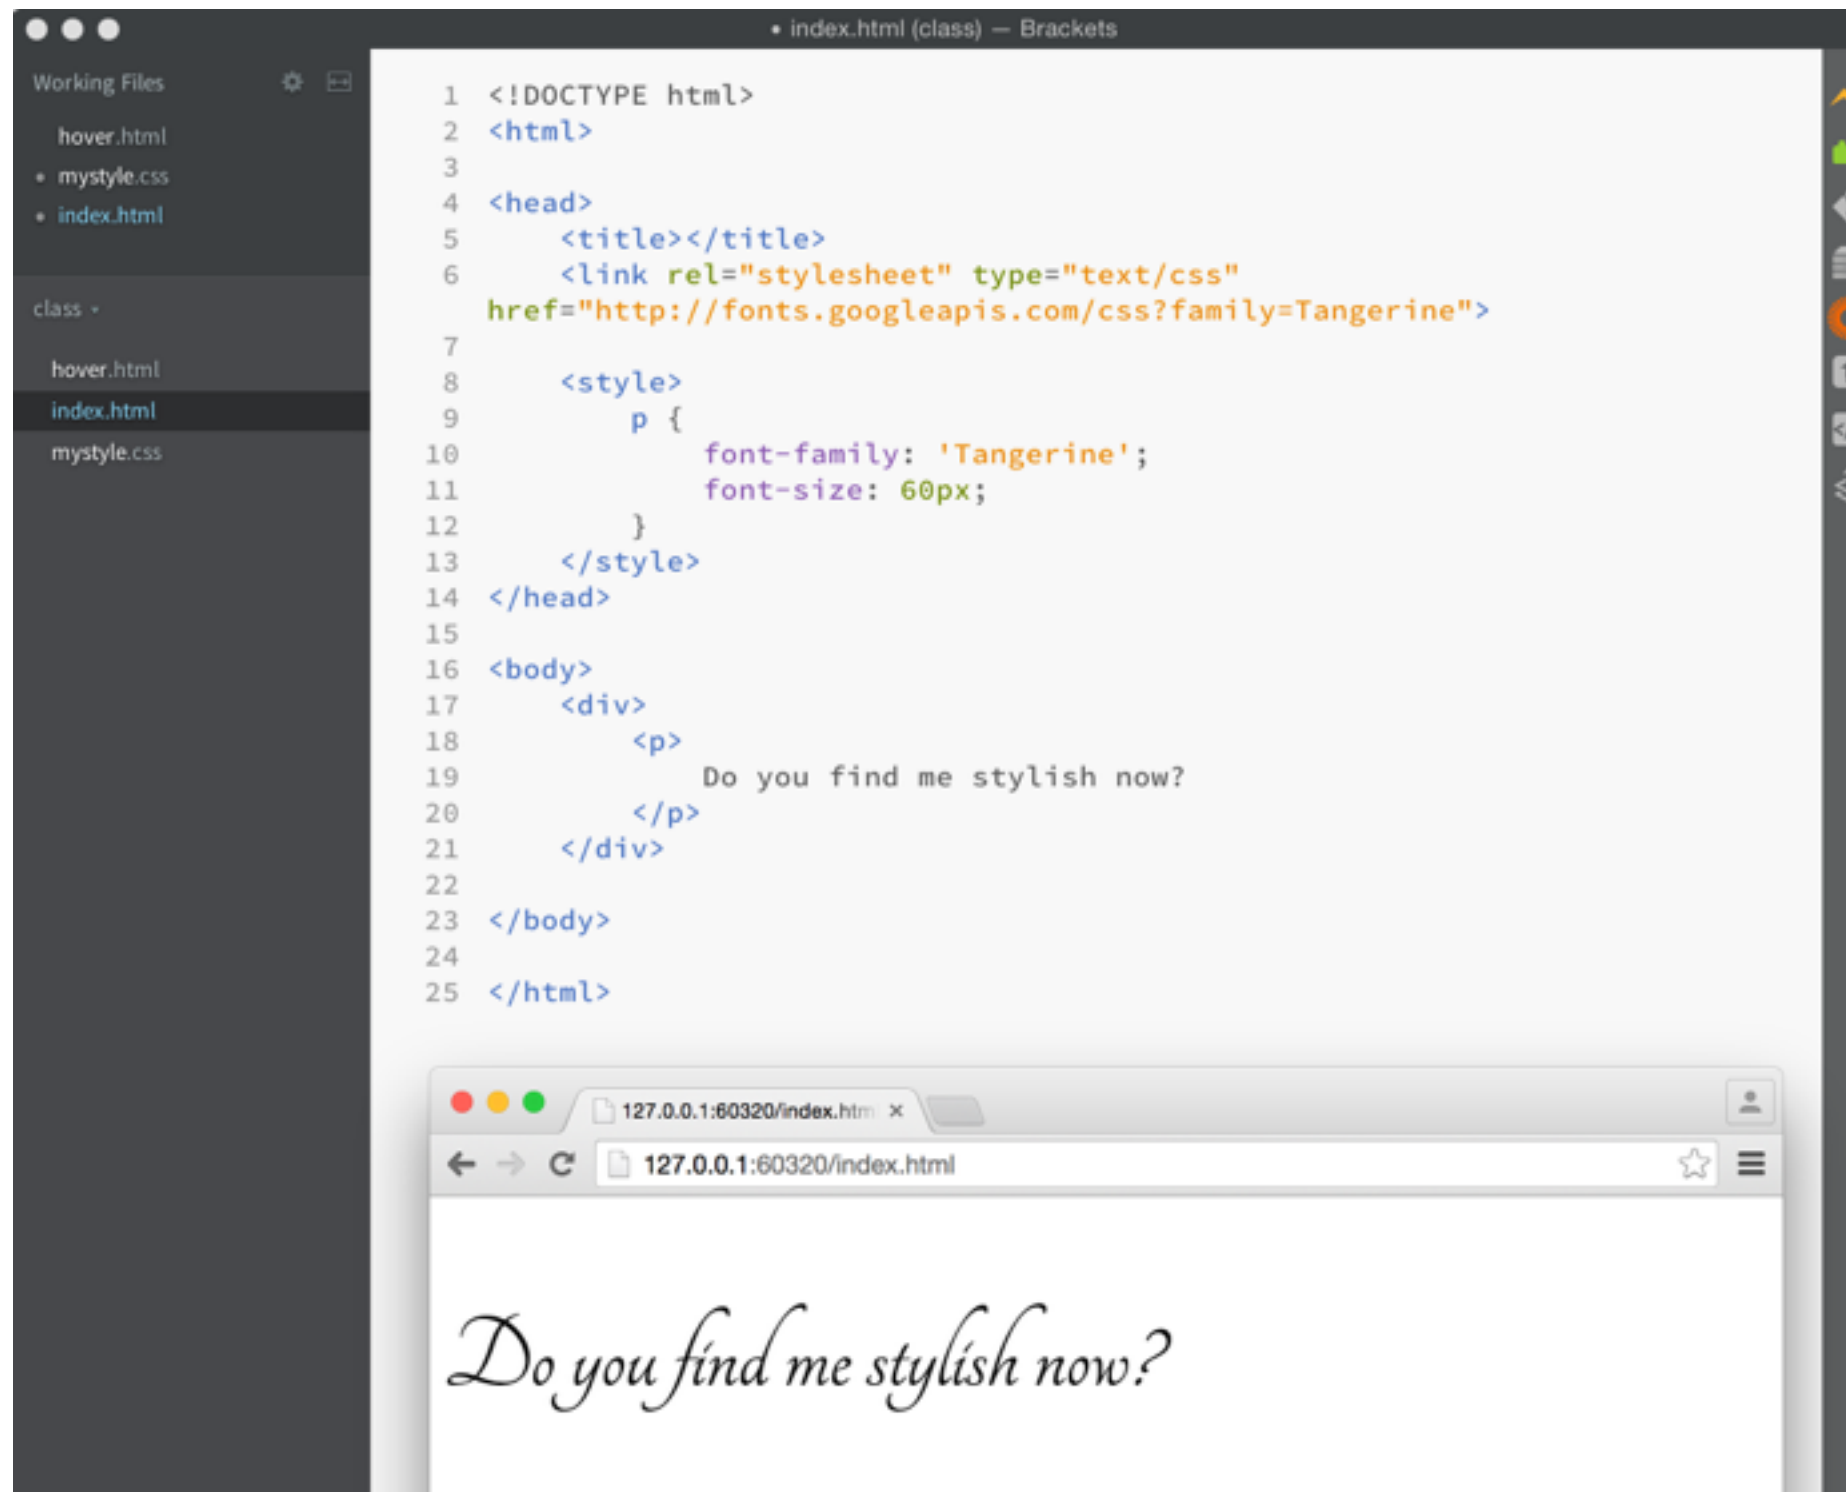 • index.html (class) — Brackets
Working Files
hover.html
• mystyle.css
• index.html
class
hover.html
index.html
mystyle.css
1 <!DOCTYPE html>
2 <html>
3
4 <head>
5 <title></title>
6 <link rel="stylesheet" type="text/css"
href="http://fonts.googleapis.com/css?family=Tangerine">
7
8 <style>
9 p {
10 font-family: 'Tangerine';
11 font-size: 60px;
12 }
13 </style>
14 </head>
15
16 <body>
17 <div>
18 <p>
19 Do you find me stylish now?
20 </p>
21 </div>
22
23 </body>
24
25 </html>
127.0.0.1:60320/index.htm
127.0.0.1:60320/index.html
Do you find me stylish now?